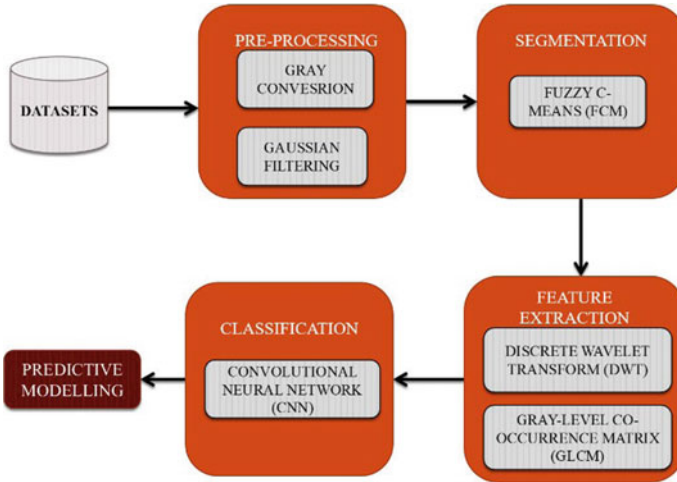 DATASETS
PRE-PROCESSING
GRAY
CONVESRION
GAUSSIAN
FILTERING
SEGMENTATION
FUZZY C-
MEANS (FCM)
FEATURE
EXTRACTION
DISCRETE WAVELET
TRANSFORM (DWT)
GRAY-LEVEL CO-
OCCURRENCE MATRIX
(GLCM)
CLASSIFICATION
CONVOLUTIONAL
NEURAL NETWORK
(CNN)
PREDICTIVE
MODELLING